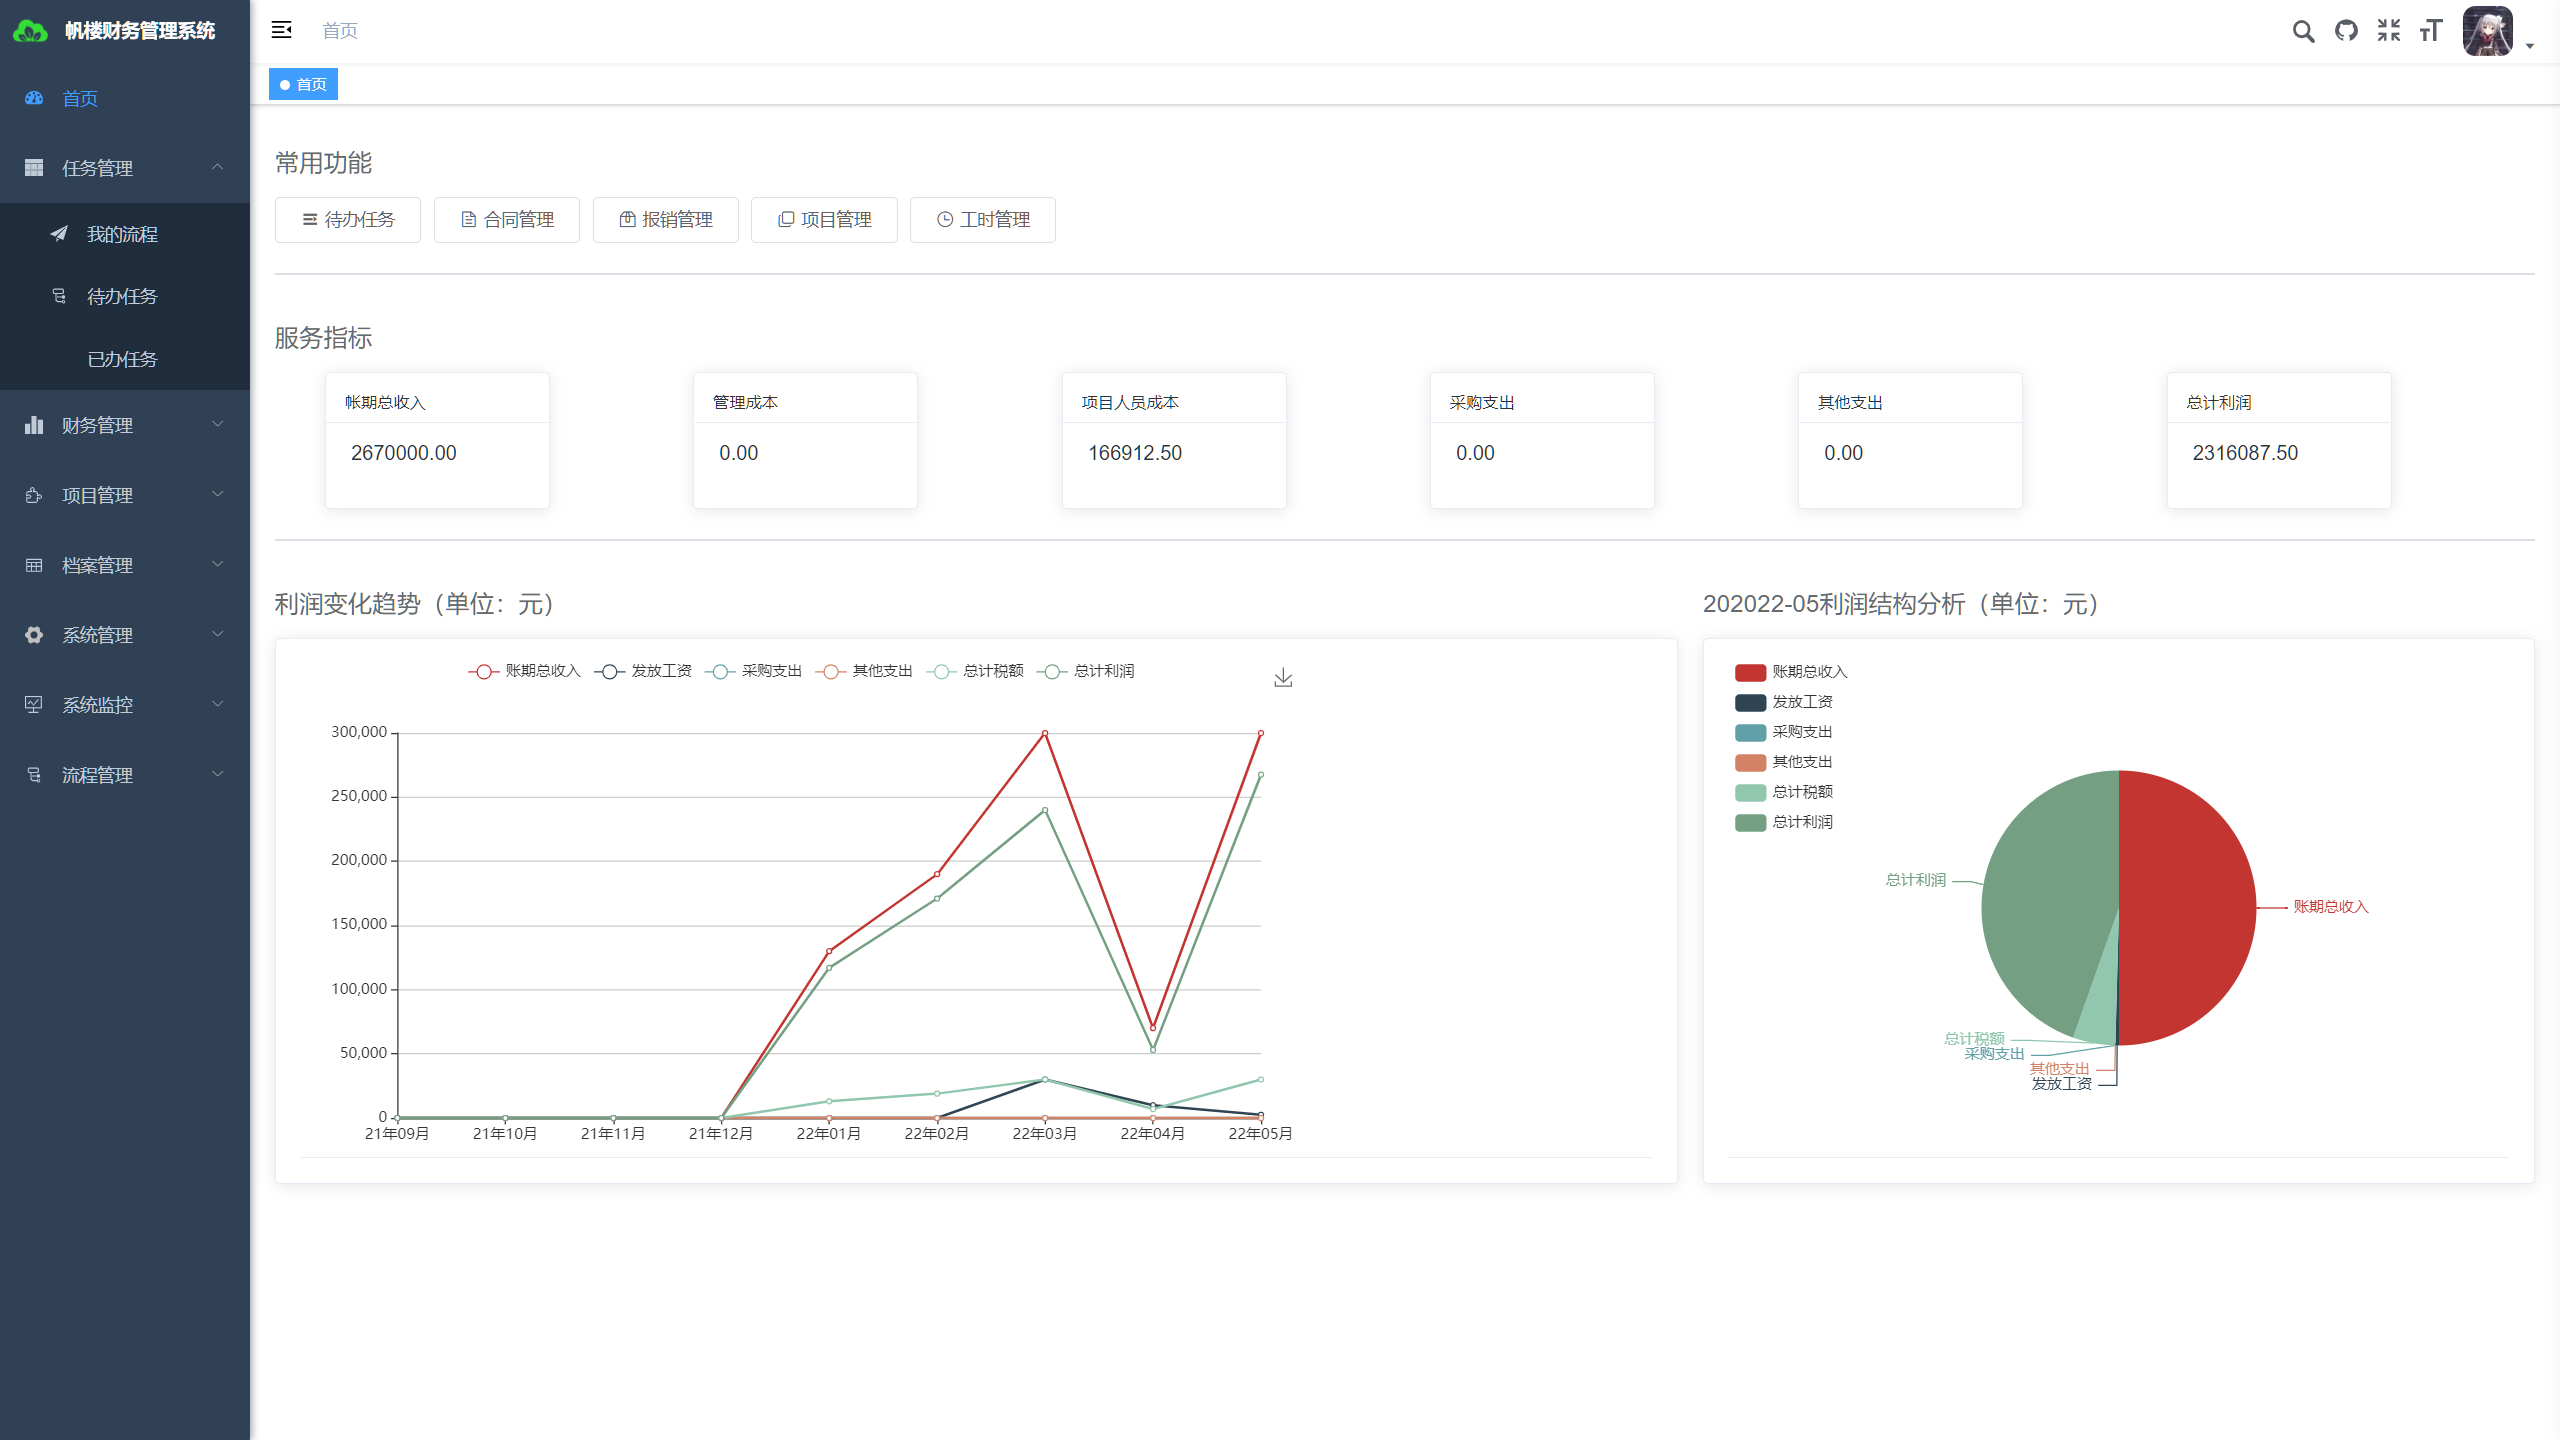 帆楼财务管理系统
首页
首页
任务管理
我的流程
待办任务
已办任务
财务管理
项目管理
档案管理
系统管理
系统监控
流程管理
首页
常用功能
待办任务 合同管理 报销管理 项目管理 工时管理
服务指标
帐期总收入 管理成本 项目人员成本 采购支出 其他支出 总计利润
2670000.00 0.00 166912.50 0.00 0.00 2316087.50
利润变化趋势（单位：元）
账期总收入 发放工资 采购支出 其他支出 总计税额 总计利润
300,000
250,000
200,000
150,000
100,000
50,000
0
21年09月 21年10月 21年11月 21年12月 22年01月 22年02月 22年03月 22年04月 22年05月
202022-05利润结构分析（单位：元）
账期总收入
发放工资
采购支出
其他支出
总计税额
总计利润
总计利润
账期总收入
总计税额
采购支出
其他支出
发放工资